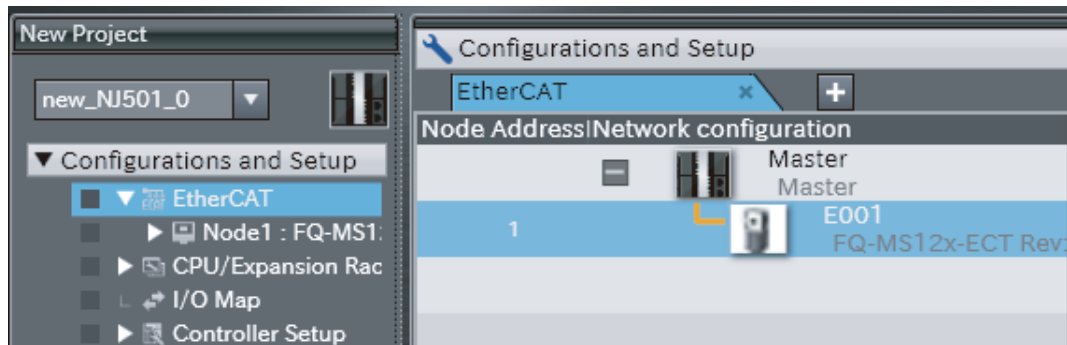 New Project
new_NJ501_0
Configurations and Setup
EtherCAT
Node1 : FQ-MS1
CPU/Expansion Rac
I/O Map
Controller Setup
Configurations and Setup
EtherCAT
Node Address|Network configuration
Master
Master
1
E001
FQ-MS12x-ECT Rev: